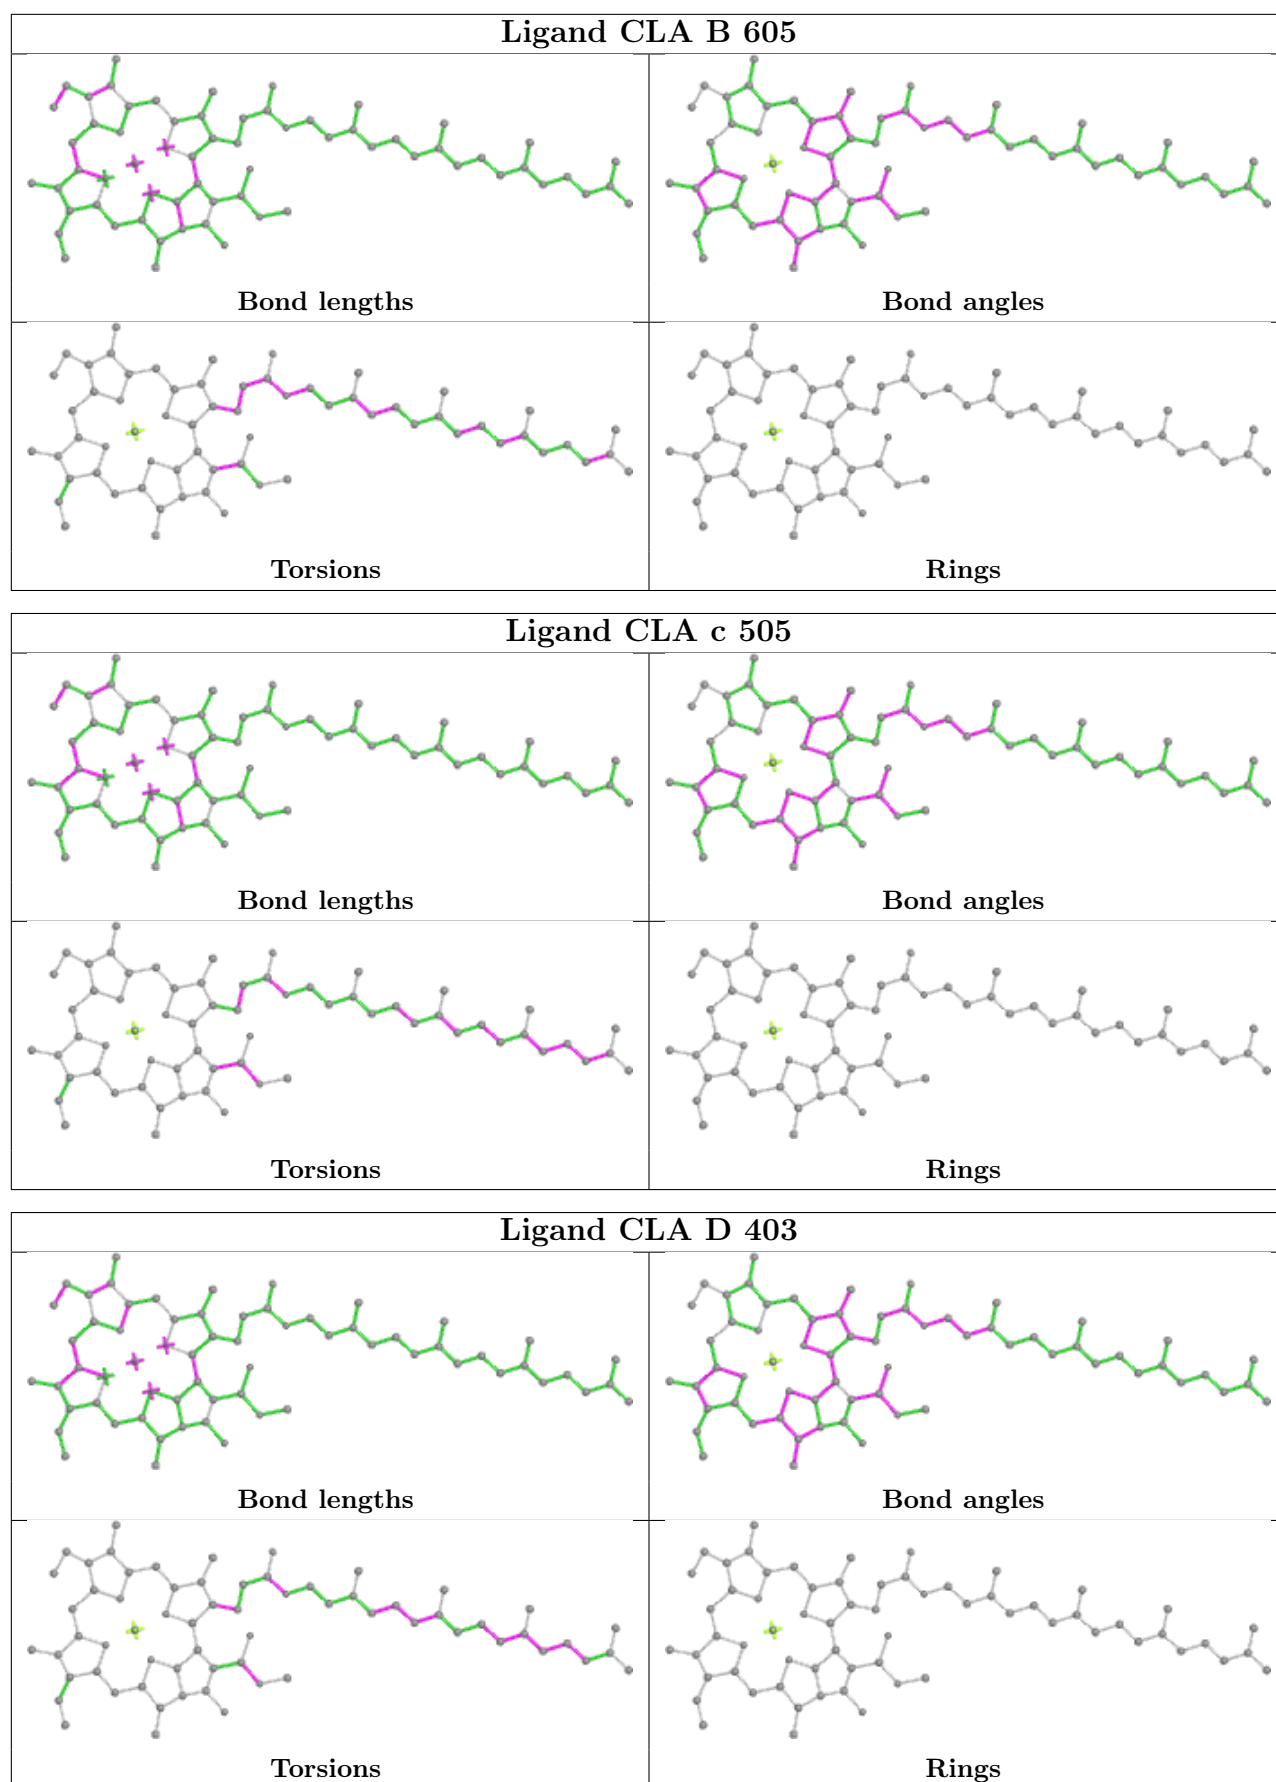 Ligand CLA B 605
Bond lengths
Bond angles
Torsions
Rings
Ligand CLA c 505
Bond lengths
Bond angles
Torsions
Rings
Ligand CLA D 403
Bond lengths
Bond angles
Torsions
Rings